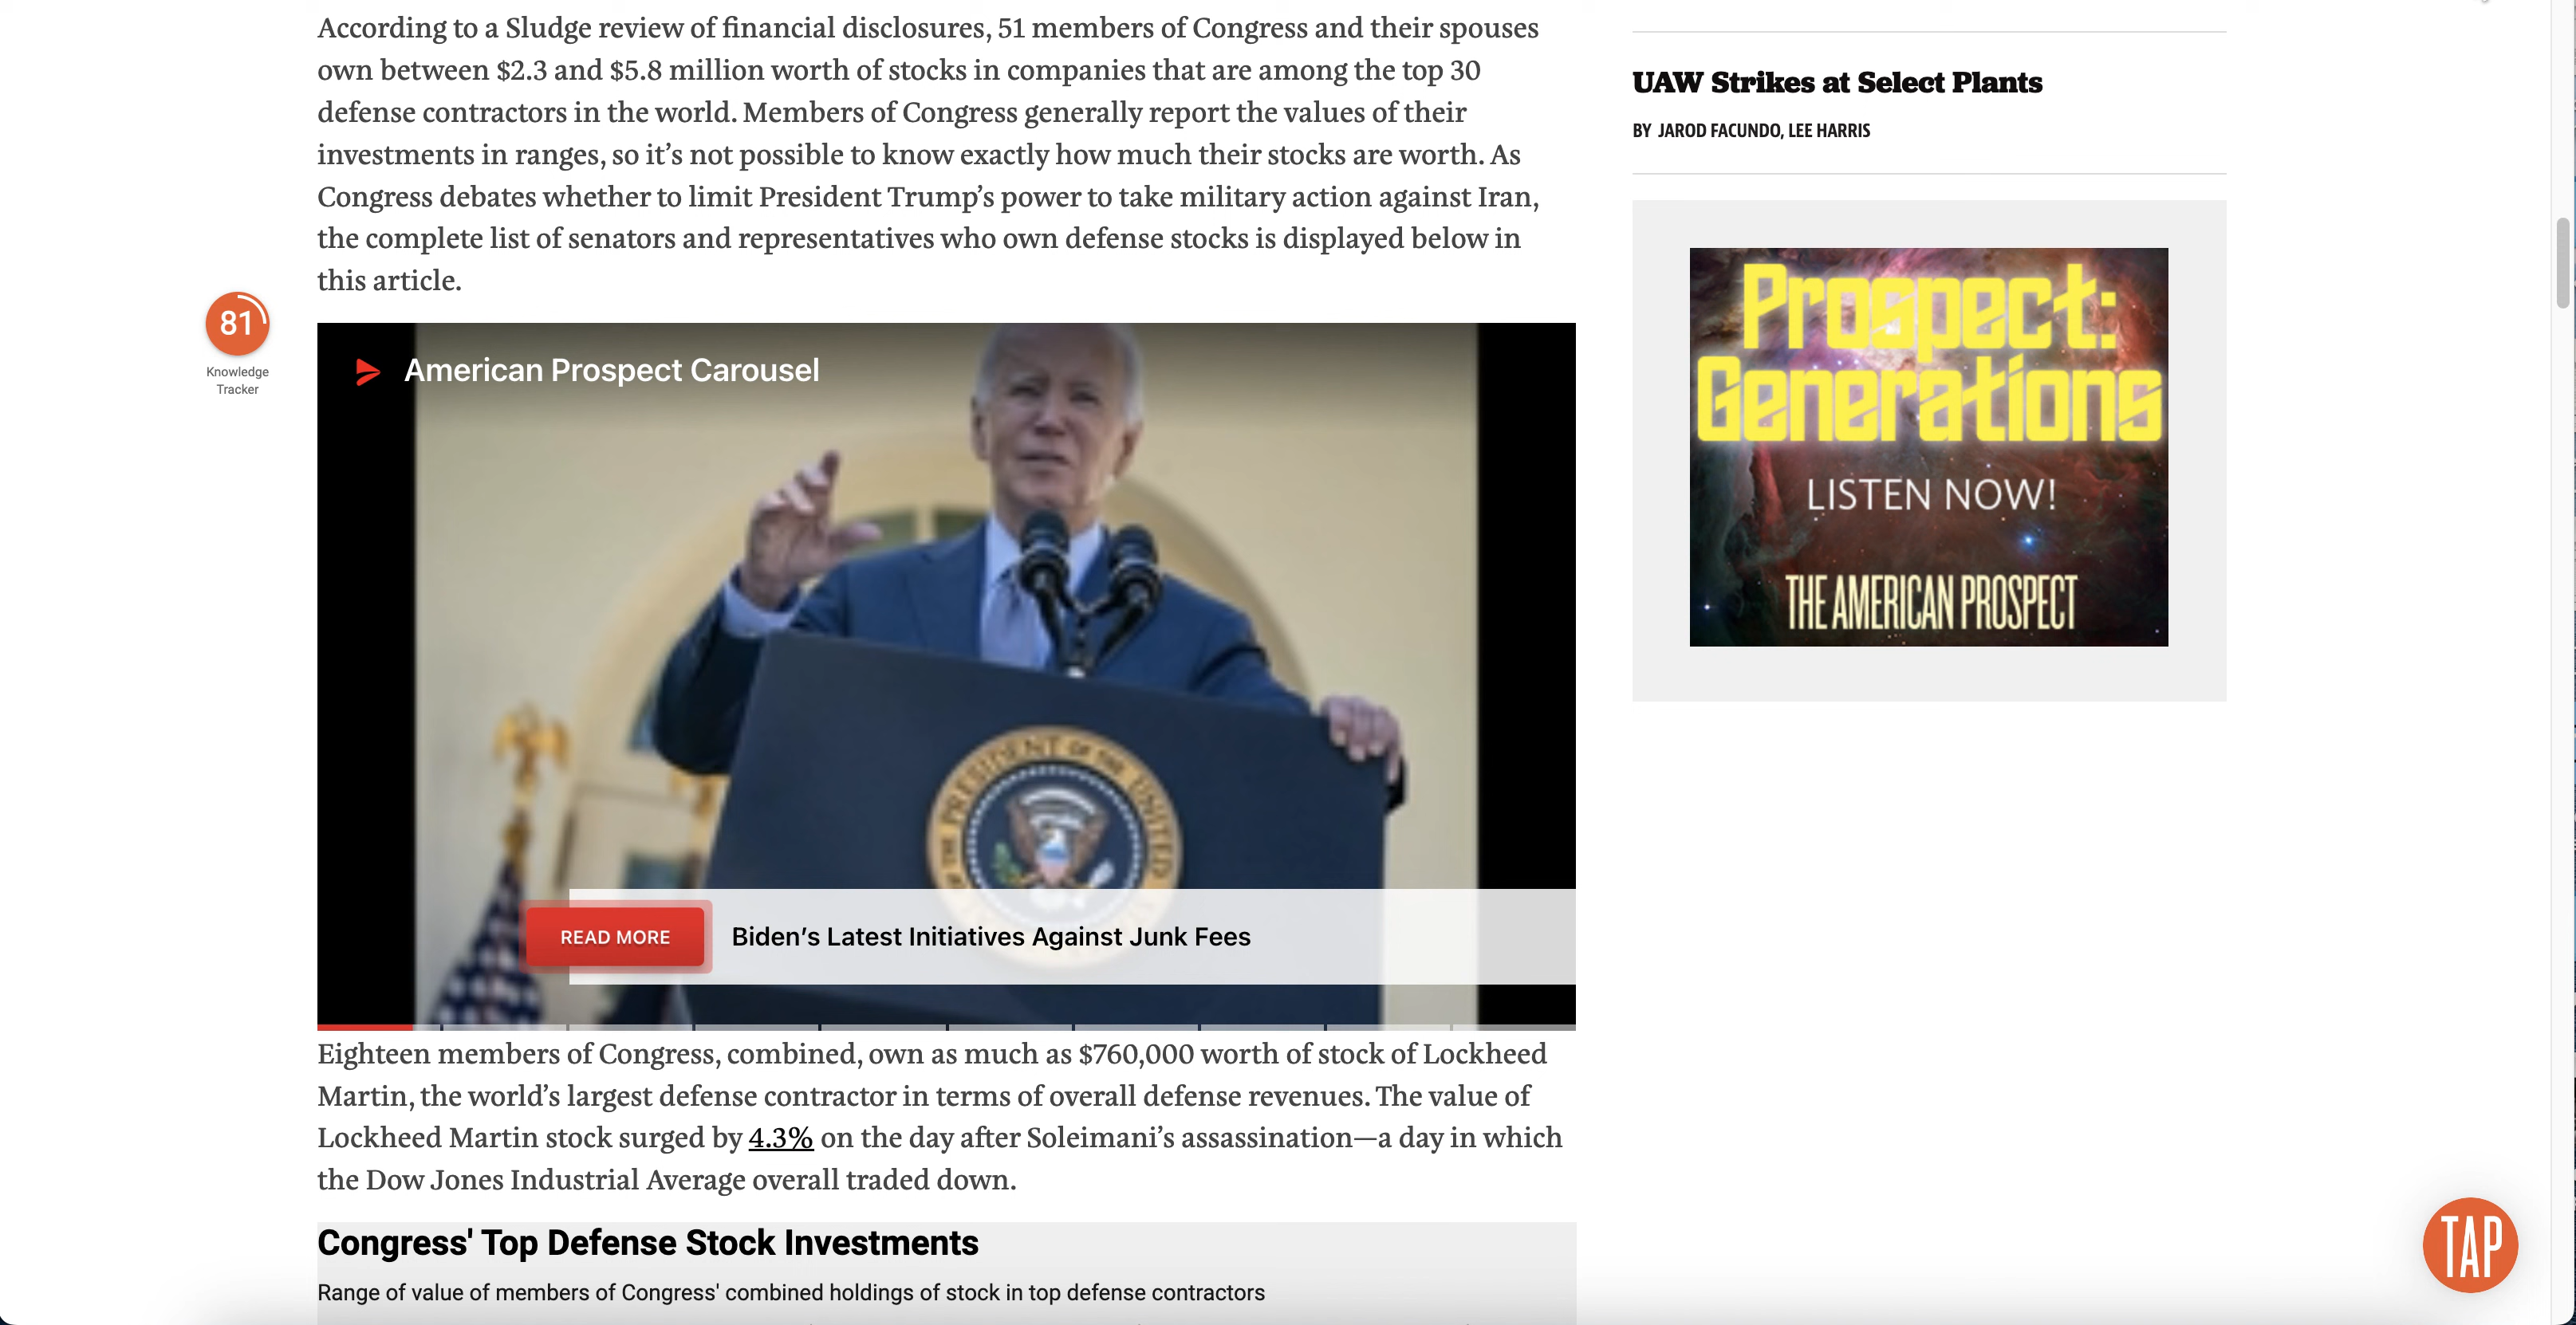 According to a Sludge review of financial disclosures, 51 members of Congress and their spouses
own between $2.3 and $5.8 million worth of stocks in companies that are among the top 30
defense contractors in the world. Members of Congress generally report the values of their
investments in ranges, so it’s not possible to know exactly how much their stocks are worth. As
Congress debates whether to limit President Trump’s power to take military action against Iran,
the complete list of senators and representatives who own defense stocks is displayed below in
this article.
81
Knowledge
Tracker
American Prospect Carousel
PRESIDENT OF THE UNITED
THE
READ MORE
Biden’s Latest Initiatives Against Junk Fees
Eighteen members of Congress, combined, own as much as $760,000 worth of stock of Lockheed
Martin, the world’s largest defense contractor in terms of overall defense revenues. The value of
Lockheed Martin stock surged by 4.3% on the day after Soleimani’s assassination—a day in which
the Dow Jones Industrial Average overall traded down.
Congress' Top Defense Stock Investments
Range of value of members of Congress' combined holdings of stock in top defense contractors
UAW Strikes at Select Plants
BY JAROD FACUNDO, LEE HARRIS
Prospect:
Generations
LISTEN NOW!
THE AMERICAN PROSPECT
TAP